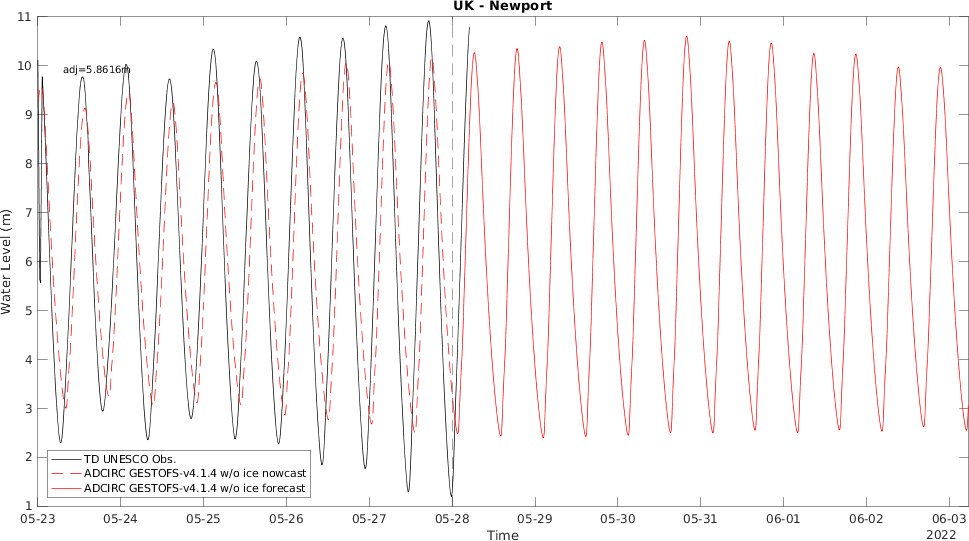 UK - Newport
11
10
9
8
7
6
5
4
3
2
1
Water Level (m)
adj=5.8616m
TD UNESCO Obs.
ADCIRC GESTOFS-v4.1.4 w/o ice nowcast
ADCIRC GESTOFS-v4.1.4 w/o ice forecast
05-23 05-24 05-25 05-26 05-27 05-28 05-29 05-30 05-31 06-01 06-02 06-03
Time
2022